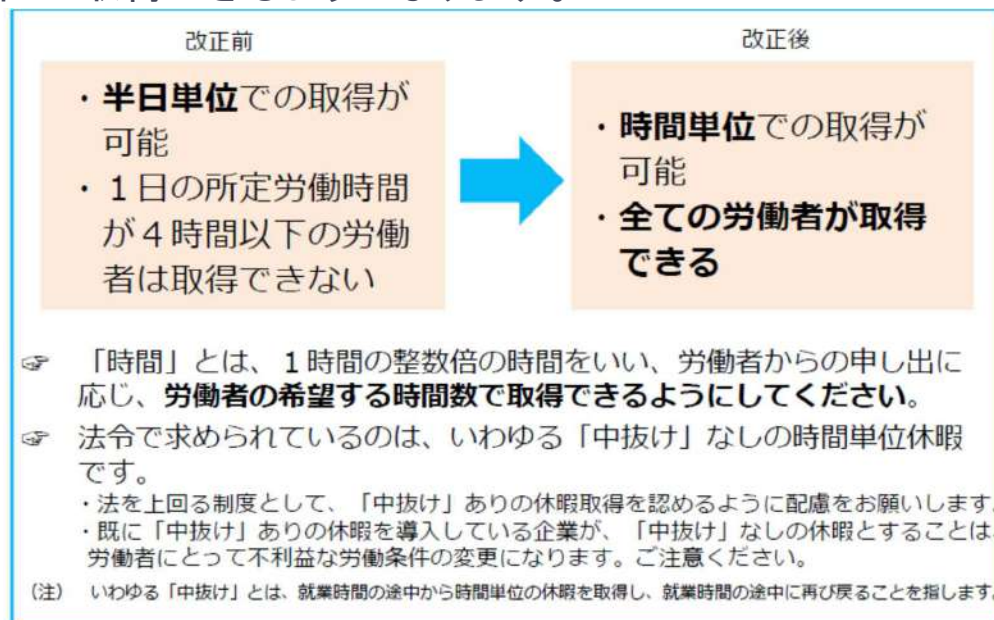 改正前
改正後
・半日単位での取得が
可能
・１日の所定労働時間
が４時間以下の労働
者は取得できない
・時間単位での取得が
可能
・全ての労働者が取得
できる
☞ 「時間」とは、１時間の整数倍の時間をいい、労働者からの申し出に
応じ、労働者の希望する時間数で取得できるようにしてください。
☞ 法令で求められているのは、いわゆる「中抜け」なしの時間単位休暇
です。
・法を上回る制度として、「中抜け」ありの休暇取得を認めるように配慮をお願いします。
・既に「中抜け」ありの休暇を導入している企業が、「中抜け」なしの休暇とすることは、
労働者にとって不利益な労働条件の変更になります。ご注意ください。
（注） いわゆる「中抜け」とは、就業時間の途中から時間単位の休暇を取得し、就業時間の途中に再び戻ることを指します。